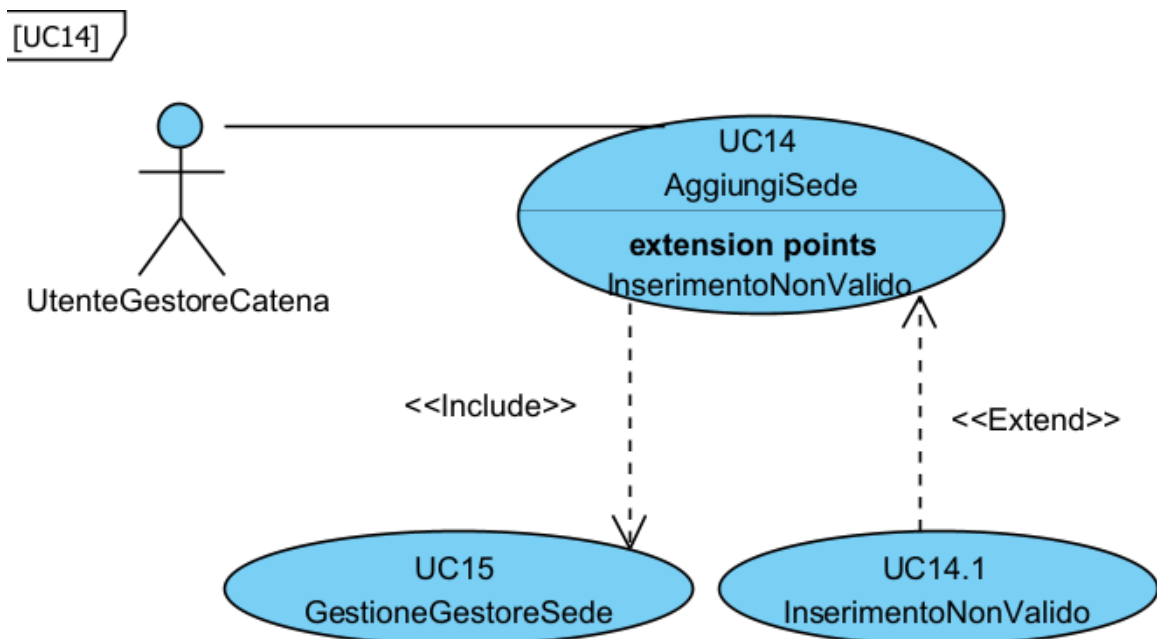 [UC14]
UC14
AggiungiSede
extension points
InserimentoNonValido
UtenteGestoreCatena
<<Include>>
<<Extend>>
UC15
GestioneGestoreSede
UC14.1
InserimentoNonValido